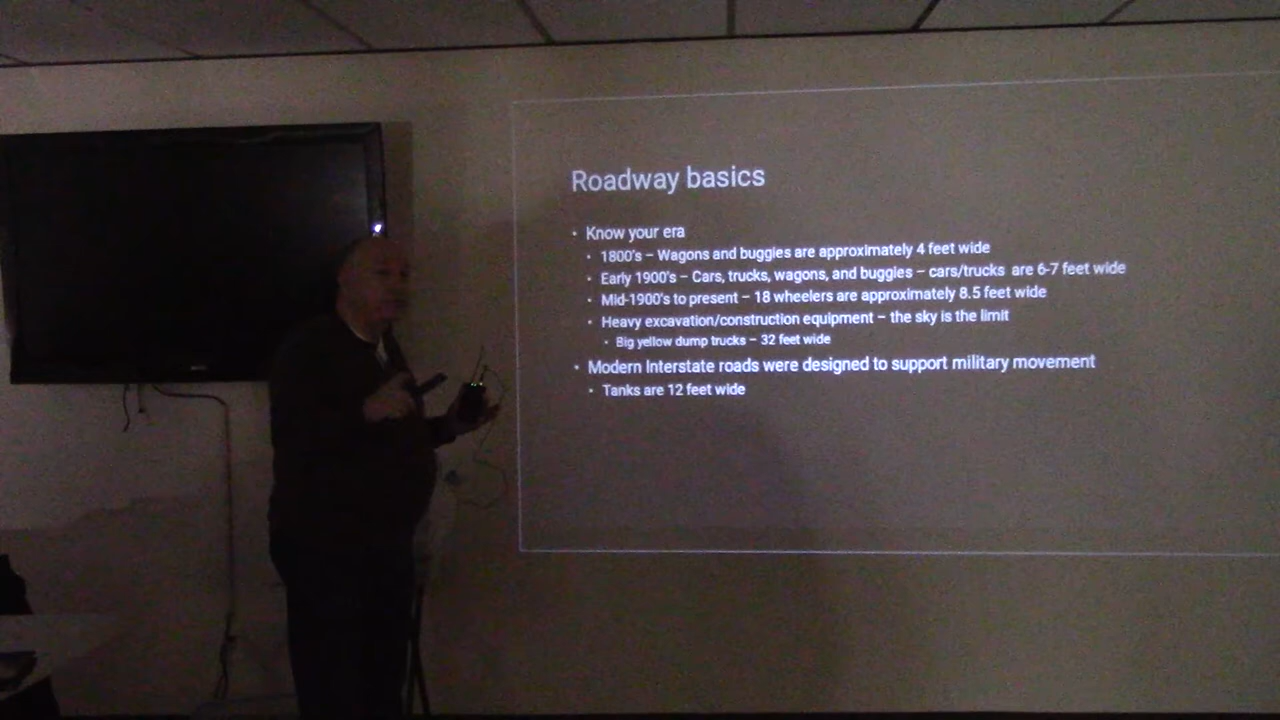 Roadway basics
• Know your era
• 1800's – Wagons and buggies are approximately 4 feet wide
• Early 1900's – Cars, trucks, wagons, and buggies – cars/trucks are 6-7 feet wide
• Mid-1900's to present – 18 wheelers are approximately 8.5 feet wide
• Heavy excavation/construction equipment – the sky is the limit
• Big yellow dump trucks – 32 feet wide
• Modern Interstate roads were designed to support military movement
• Tanks are 12 feet wide